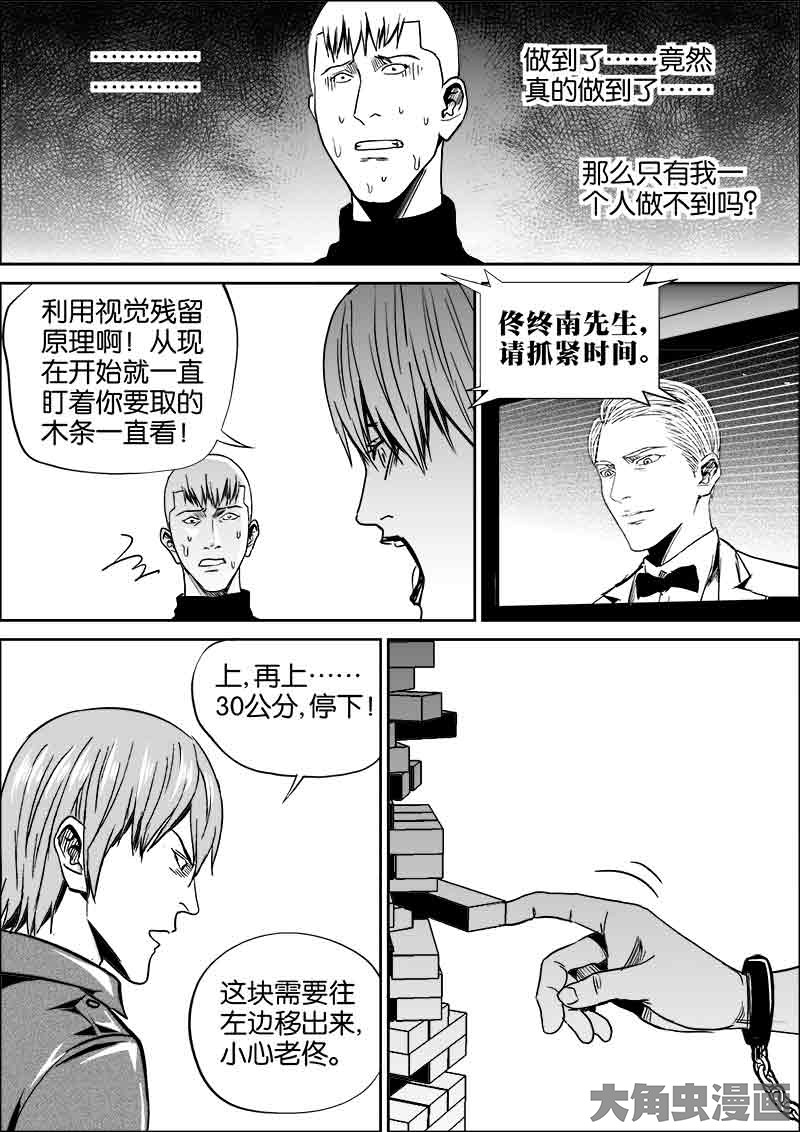 …………
…………
做到了……竟然
真的做到了……
那么只有我一
个人做不到吗?
利用视觉残留
原理啊!从现
在开始就一直
盯着你要取的
木条一直看!
佟终南先生,
请抓紧时间。
上,再上……
30公分,停下!
这块需要往
左边移出来,
小心老佟。
大角虫漫画